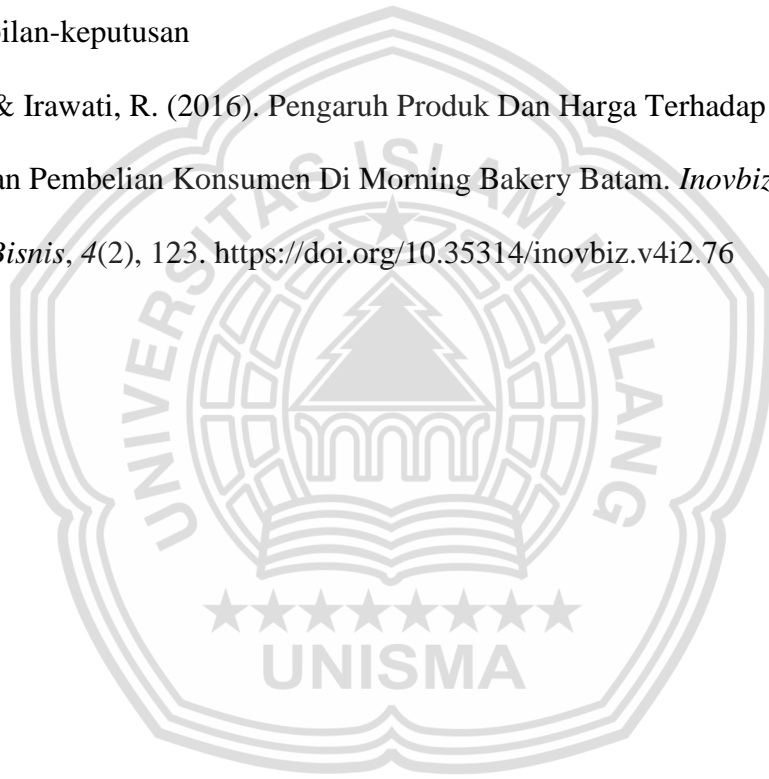 bilan-keputusan
& Irawati, R. (2016). Pengaruh Produk Dan Harga Terhadap
an Pembelian Konsumen Di Morning Bakery Batam. Inovbiz
Bisnis, 4(2), 123. https://doi.org/10.35314/inovbiz.v4i2.76
UNIVERSITAS ISLAM MALANG
UNISMA